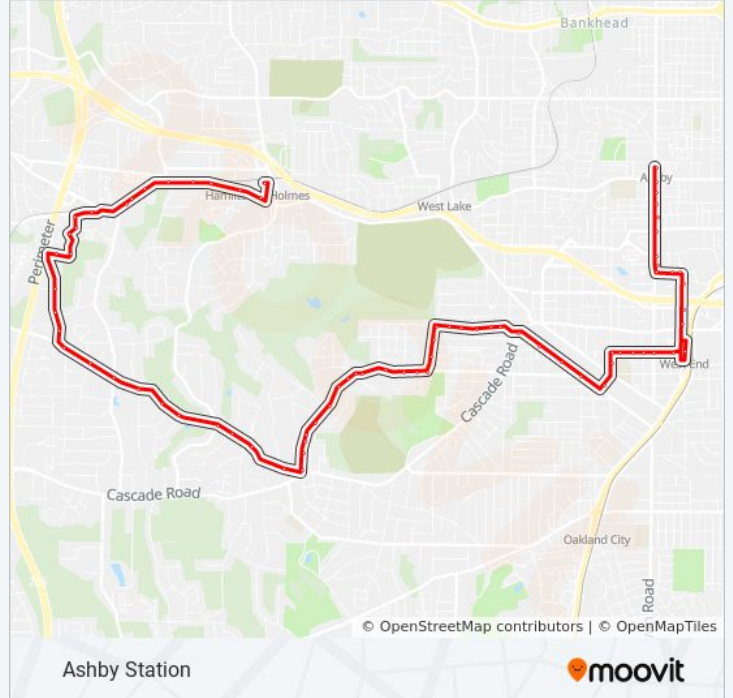 Bankhead
Perimeter
West Lake
Cascade Road
West End
Cascade Road
Oakland City
Road
© OpenStreetMap contributors | © OpenMapTiles
Ashby Station
moovit